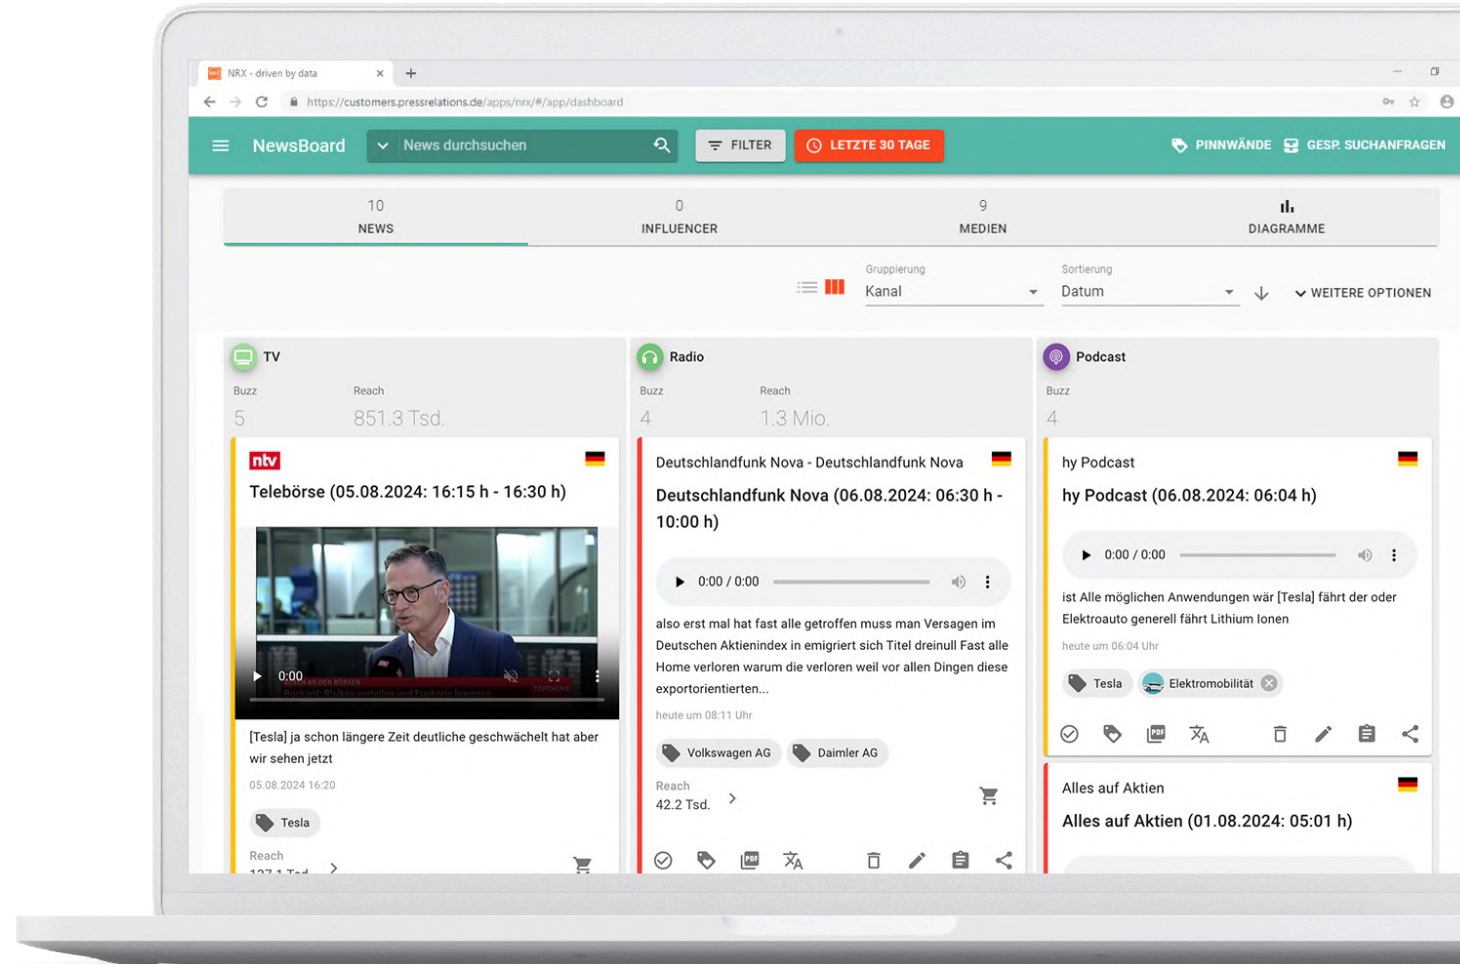 NRX - driven by data
https://customers.pressrelations.de/apps/nrx/#/app/dashboard
NewsBoard
News durchsuchen
FILTER
LETZTE 30 TAGE
PINNWÄNDE
GESP. SUCHANFRAGEN
10
NEWS
0
INFLUENCER
9
MEDIEN
DIAGRAMME
Gruppierung
Kanal
Sortierung
Datum
WEITERE OPTIONEN
TV
Buzz
Reach
5
851.3 Tsd.
ntv
Telebörse (05.08.2024: 16:15 h - 16:30 h)
0:00
TOPTHEMA
Burkard: Risiken verteilen und Euphorie bremsen
[Tesla] ja schon längere Zeit deutliche geschwächelt hat aber
wir sehen jetzt
05.08.2024 16:20
Tesla
Reach
Radio
Buzz
Reach
4
1.3 Mio.
Deutschlandfunk Nova - Deutschlandfunk Nova
Deutschlandfunk Nova (06.08.2024: 06:30 h -
10:00 h)
0:00 / 0:00
also erst mal hat fast alle getroffen muss man Versagen im
Deutschen Aktienindex in emigriert sich Titel dreinull Fast alle
Home verloren warum die verloren weil vor allen Dingen diese
exportorientierten...
heute um 08:11 Uhr
Volkswagen AG
Daimler AG
Reach
42.2 Tsd.
PDF
Podcast
Buzz
4
hy Podcast
hy Podcast (06.08.2024: 06:04 h)
0:00 / 0:00
ist Alle möglichen Anwendungen wär [Tesla] fährt der oder
Elektroauto generell fährt Lithium Ionen
heute um 06:04 Uhr
Tesla
Elektromobilität
PDF
Alles auf Aktien
Alles auf Aktien (01.08.2024: 05:01 h)